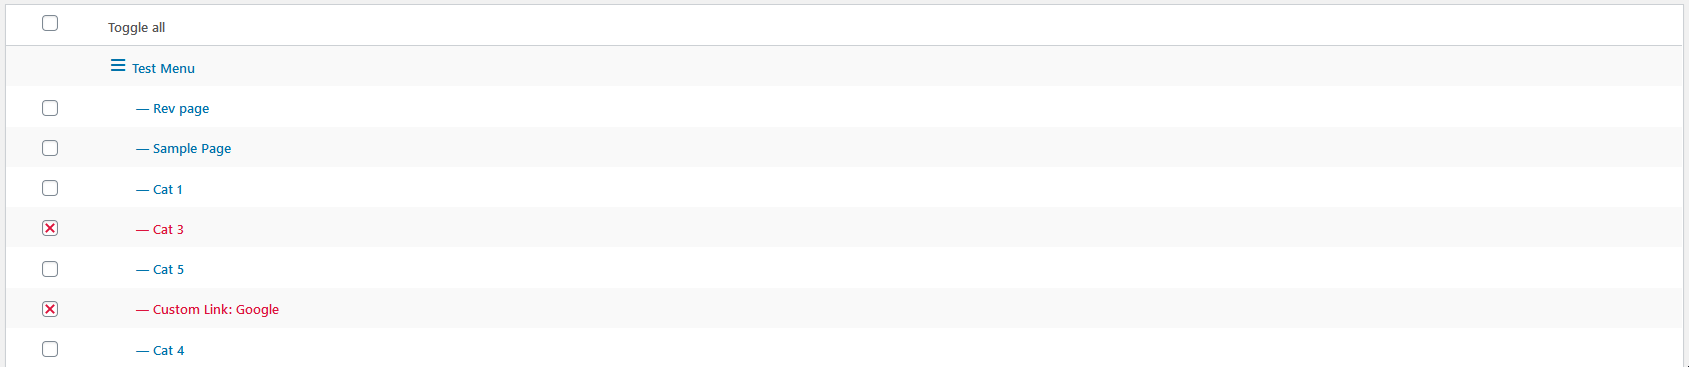 Toggle all
Test Menu
— Rev page
— Sample Page
— Cat 1
— Cat 3
— Cat 5
— Custom Link: Google
— Cat 4